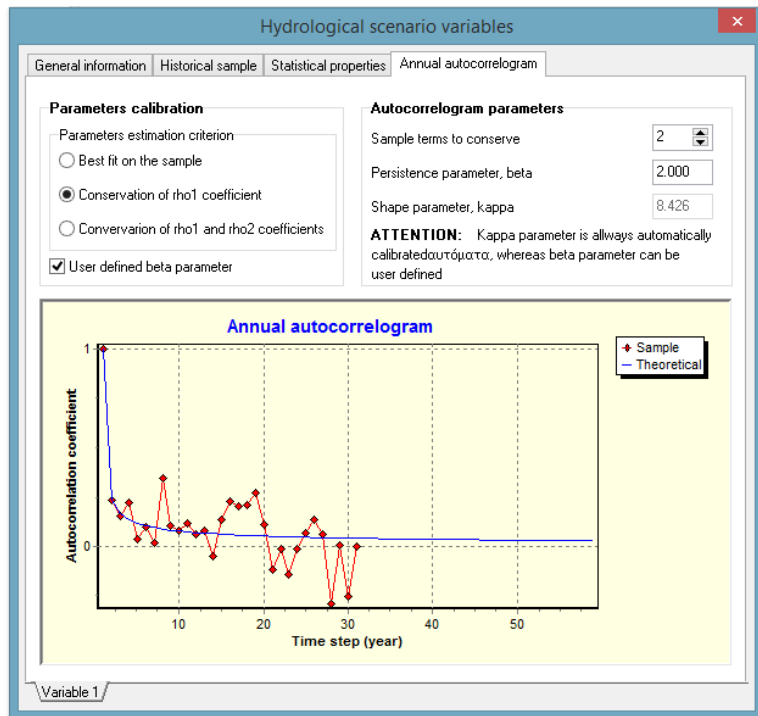 Hydrological scenario variables
General information
Historical sample
Statistical properties
Annual autocorrelogram
Parameters calibration
Parameters estimation criterion
Best fit on the sample
Conservation of rho1 coefficient
Convervarion of rho1 and rho2 coefficients
User defined beta parameter
Autocorrelogram parameters
Sample terms to conserve
2
Persistence parameter, beta
2.000
Shape parameter, kappa
8.426
ATTENTION: Kappa parameter is allways automatically
calibratedαυτόματα, whereas beta parameter can be
user defined
Annual autocorrelogram
Sample
Theoretical
Autocorrelation coefficient
1
0
10
20
30
40
50
Time step (year)
Variable 1